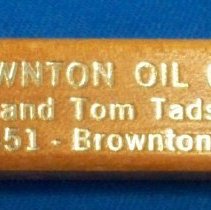 WNTON OIL
and Tom Tads
51 - Brownton